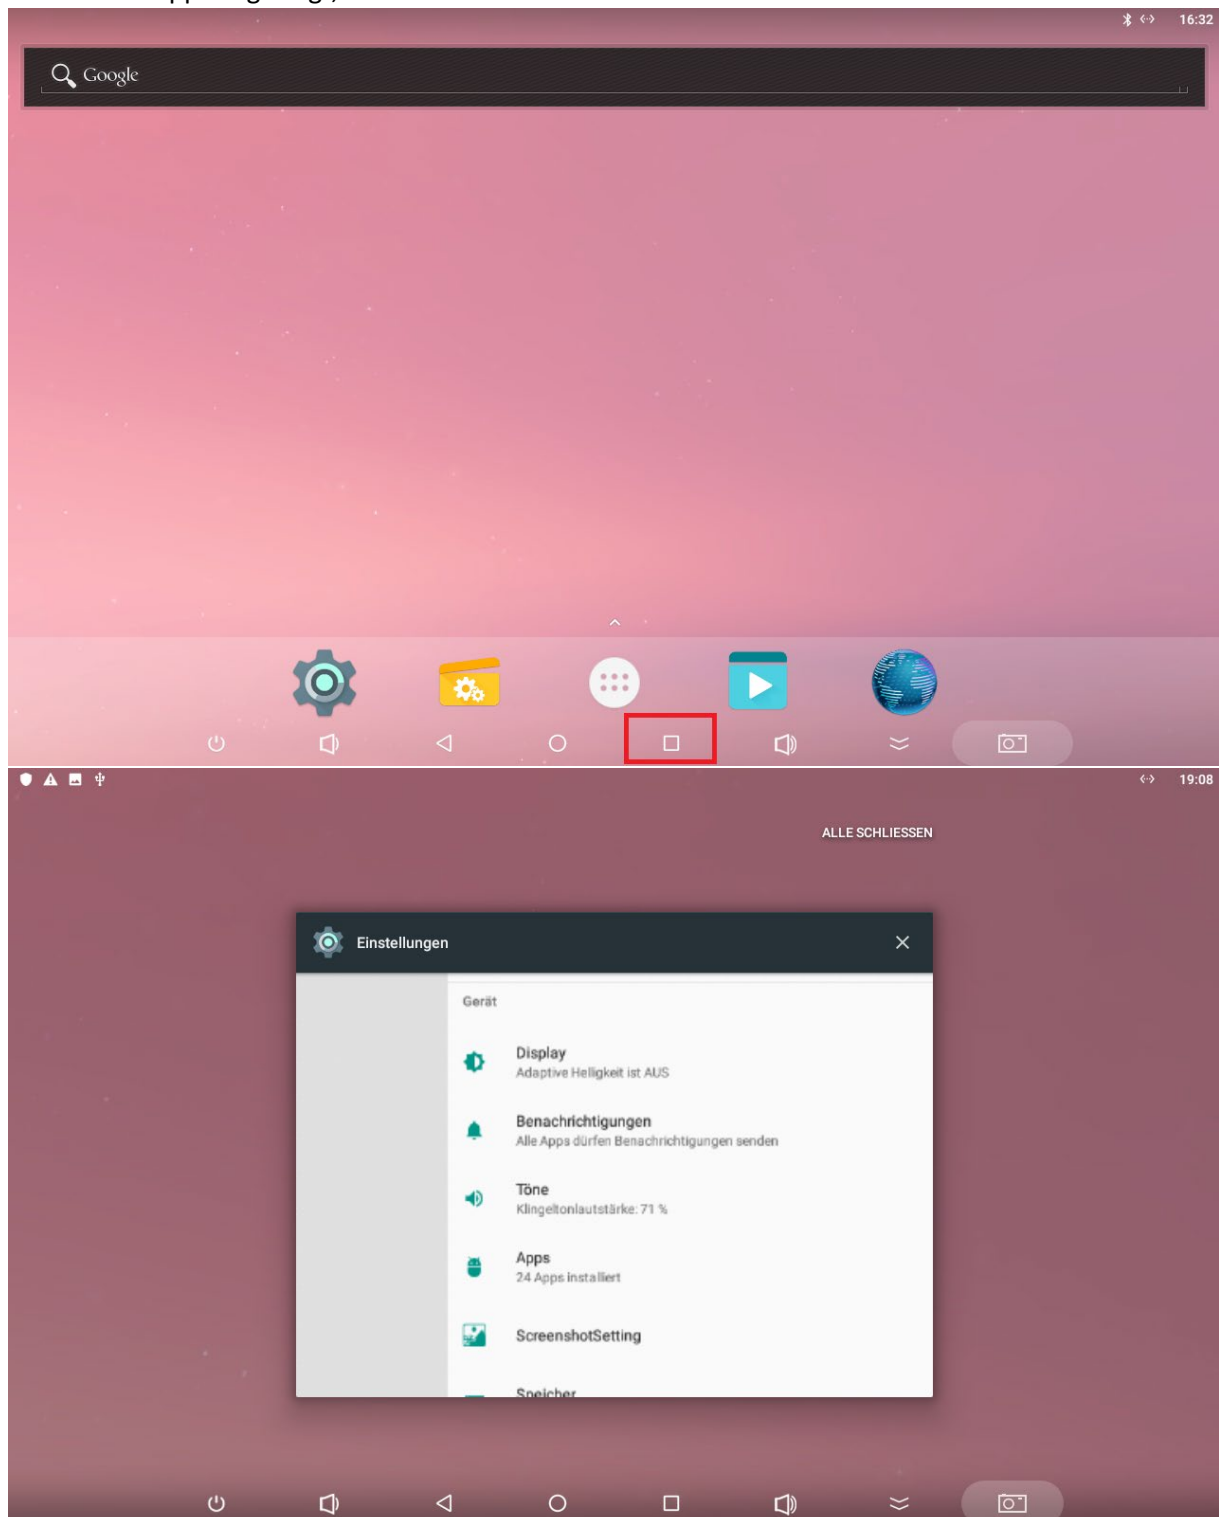 16:32
Google
19:08
ALLE SCHLIESSEN
Einstellungen
Gerät
Display
Adaptive Helligkeit ist AUS
Benachrichtigungen
Alle Apps dürfen Benachrichtigungen senden
Töne
Klingeltonlautstärke: 71 %
Apps
24 Apps installiert
ScreenshotSetting
Speicher